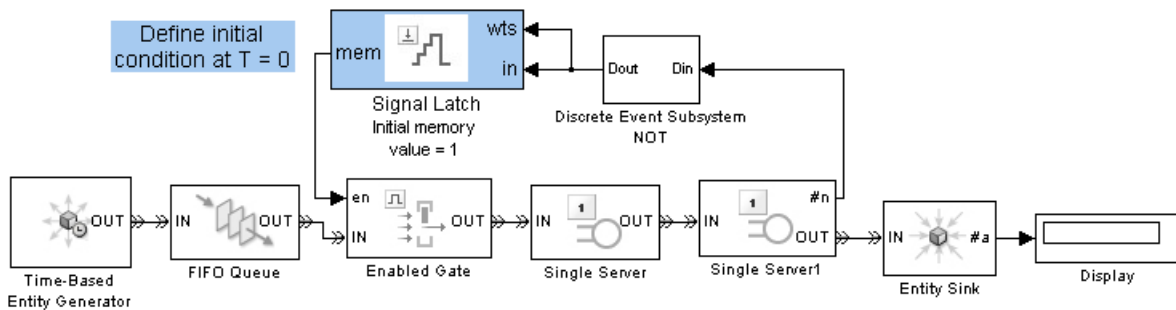 Define initial
condition at T = 0
mem
wts
in
Signal Latch
Initial memory
value = 1
Dout
Din
Discrete Event Subsystem
NOT
OUT
Time-Based
Entity Generator
IN
OUT
FIFO Queue
en
IN
OUT
Enabled Gate
1
IN
OUT
Single Server
1
IN
#n
OUT
Single Server1
IN
#a
Entity Sink
Display